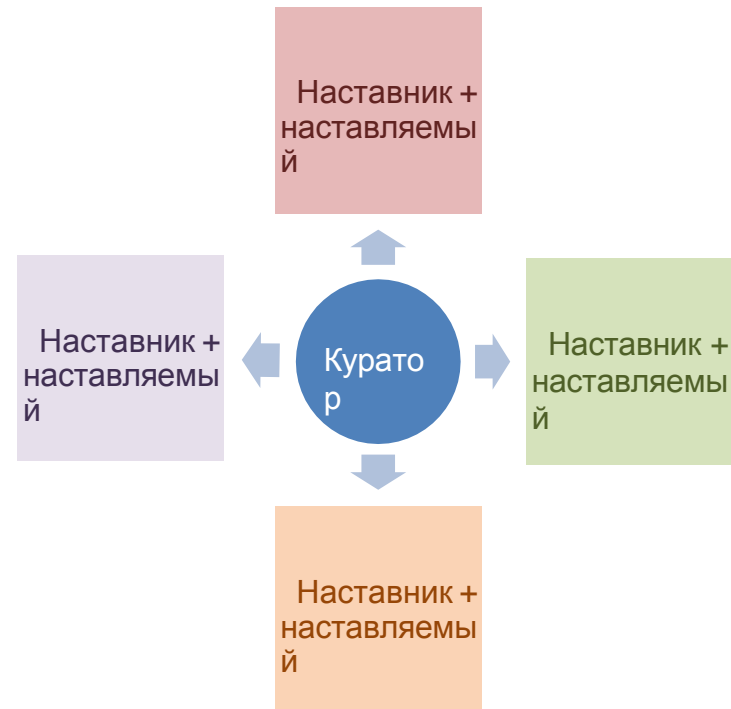 Наставник +
наставляемы
й
Наставник +
наставляемы
й
Курато
р
Наставник +
наставляемы
й
Наставник +
наставляемы
й